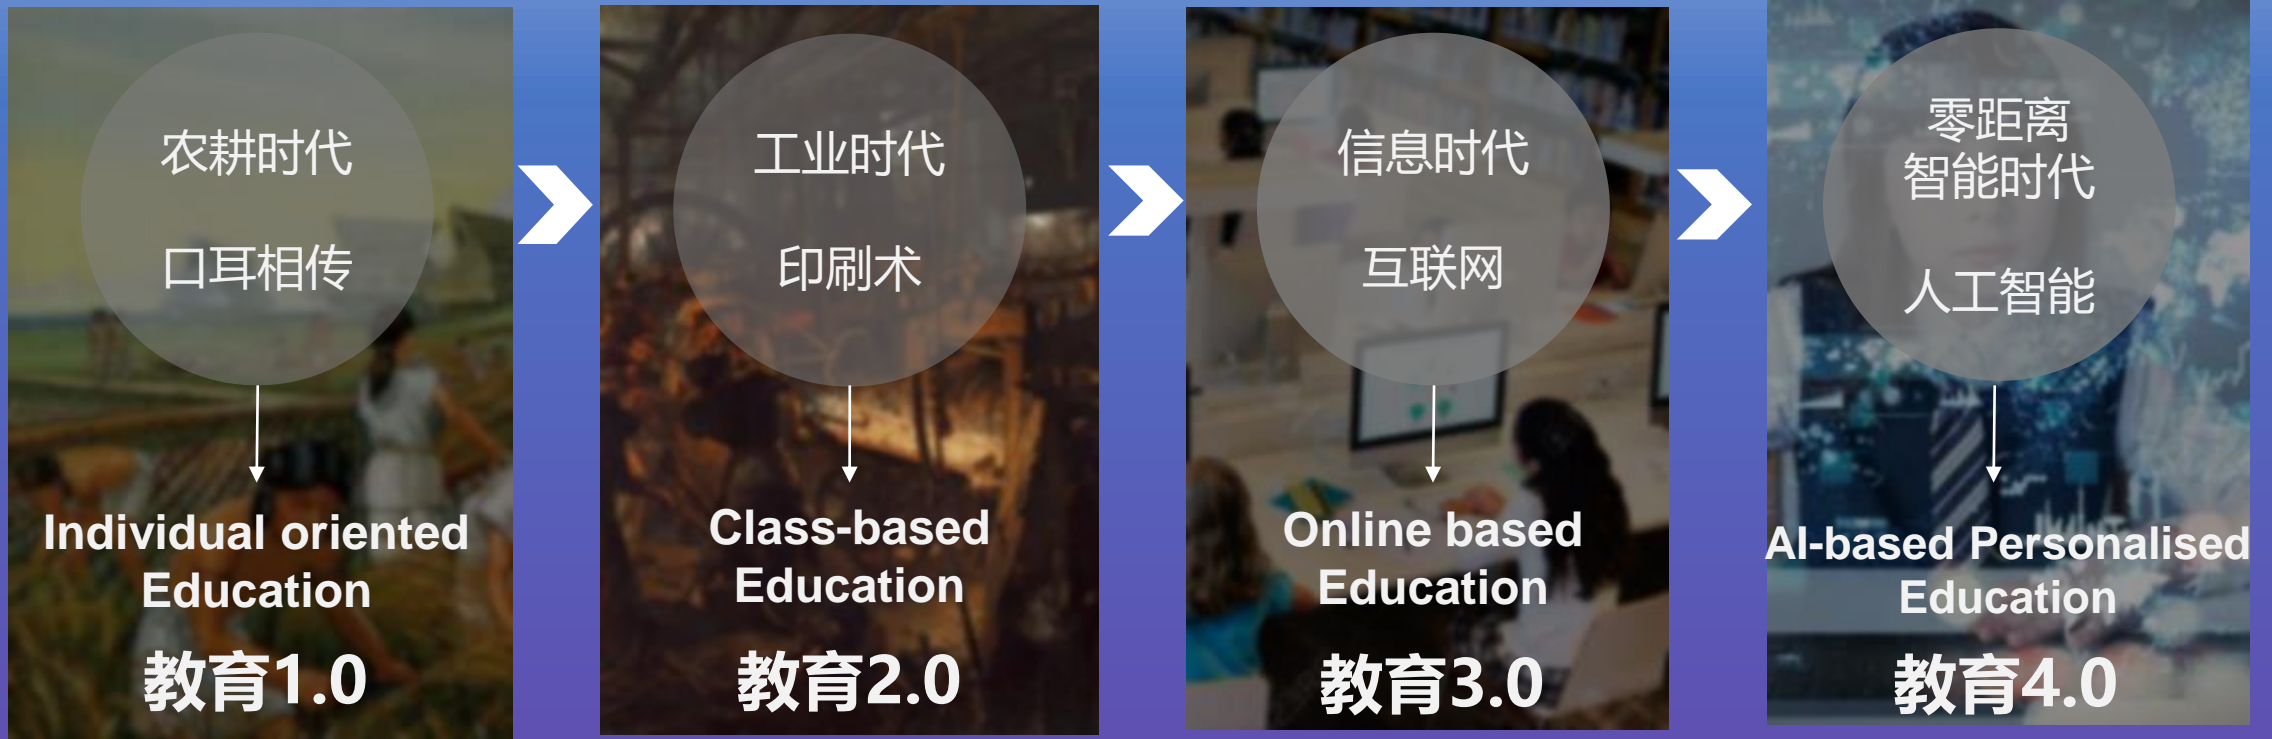 农耕时代
口耳相传
Individual oriented
Education
教育1.0
工业时代
印刷术
Class-based
Education
教育2.0
信息时代
互联网
Online based
Education
教育3.0
零距离
智能时代
人工智能
AI-based Personalised
Education
教育4.0